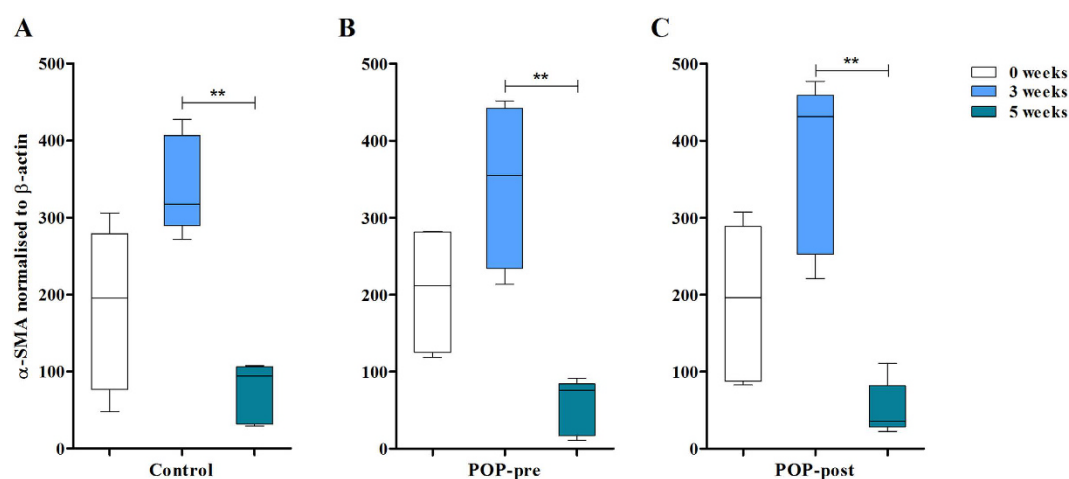 A
B
C
α-SMA normalised to β-actin
500
400
300
200
100
0
**
Control
500
400
300
200
100
0
**
POP-pre
500
400
300
200
100
0
**
POP-post
0 weeks
3 weeks
5 weeks